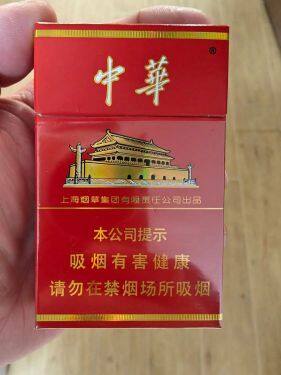 中華®
上海烟草集团有限责任公司出品
本公司提示
吸烟有害健康
请勿在禁烟场所吸烟